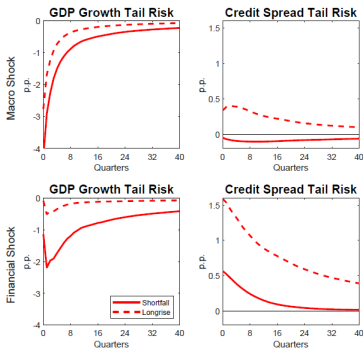 GDP Growth Tail Risk
Credit Spread Tail Risk
Macro Shock
p.p.
0
-1
-2
-3
-4
0 8 16 24 32 40
Quarters
p.p.
1.5
1
0.5
0
0 8 16 24 32 40
Quarters
GDP Growth Tail Risk
Credit Spread Tail Risk
Financial Shock
p.p.
0
-1
-2
-3
-4
0 8 16 24 32 40
Quarters
Shortfall
Longrise
p.p.
1.5
1
0.5
0
0 8 16 24 32 40
Quarters